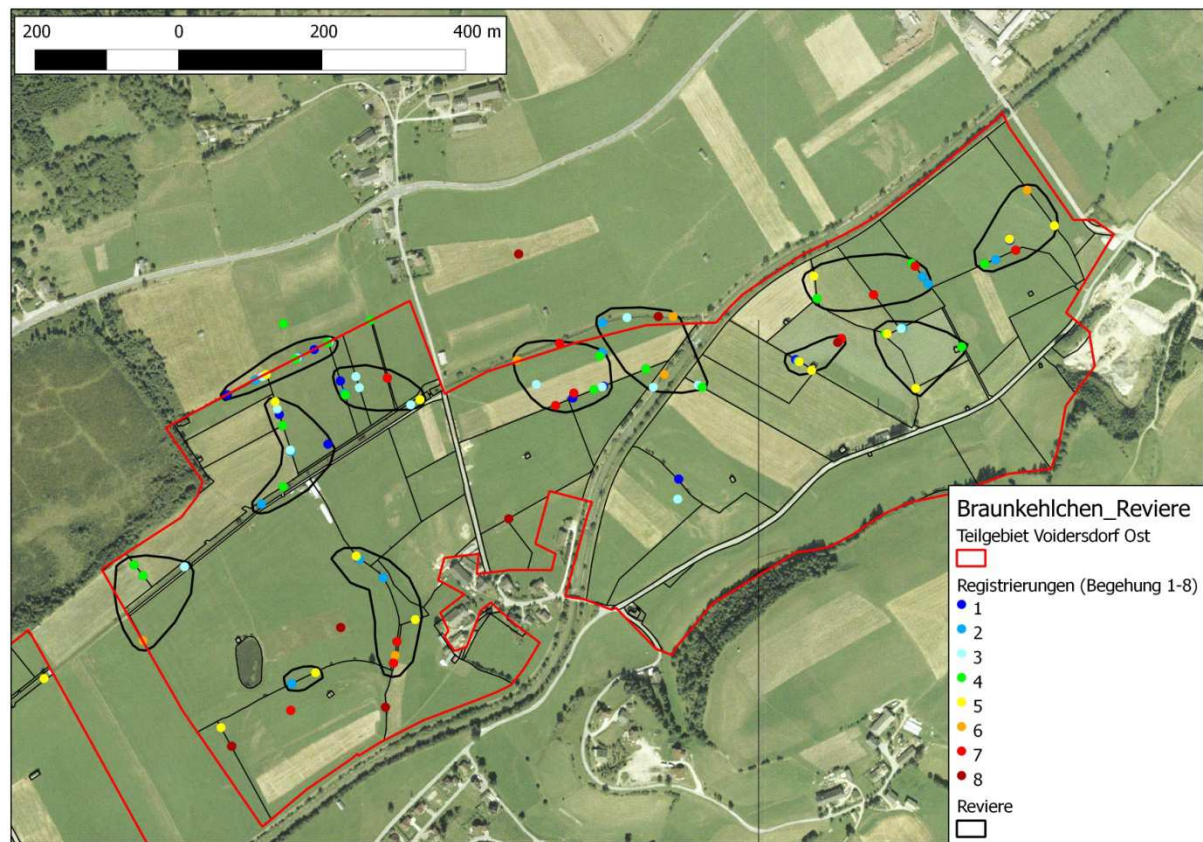 200 0 200 400 m
Braunkehlchen_Reviere
Teilgebiet Voidersdorf Ost
Registrierungen (Begehung 1-8)
1
2
3
4
5
6
7
8
Reviere